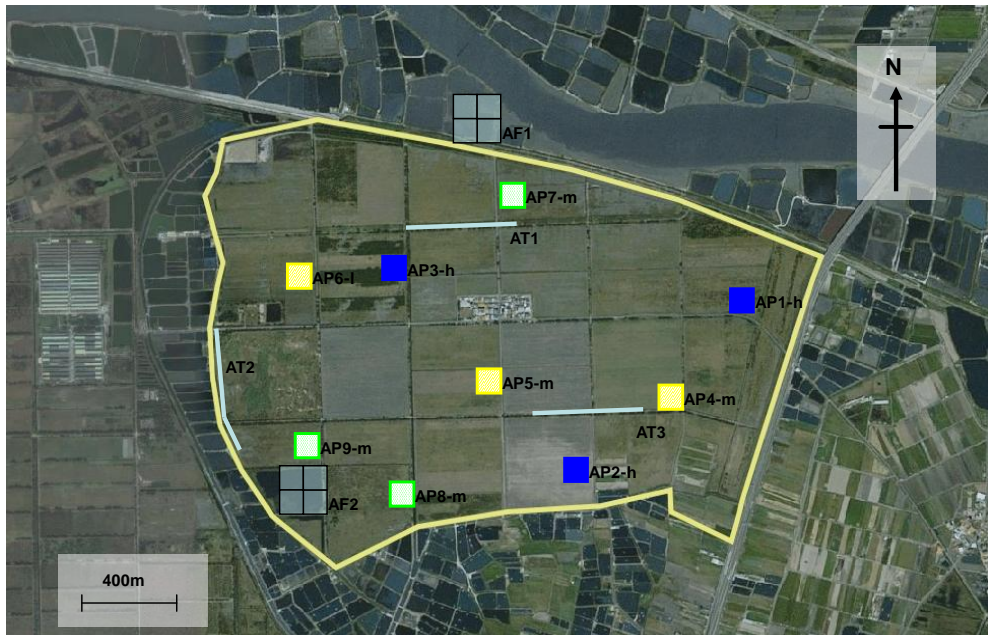 N
AF1
AP7-m
AT1
AP3-h
AP6-l
AP1-h
AT2
AP5-m
AP4-m
AT3
AP9-m
AP2-h
AP8-m
AF2
400m